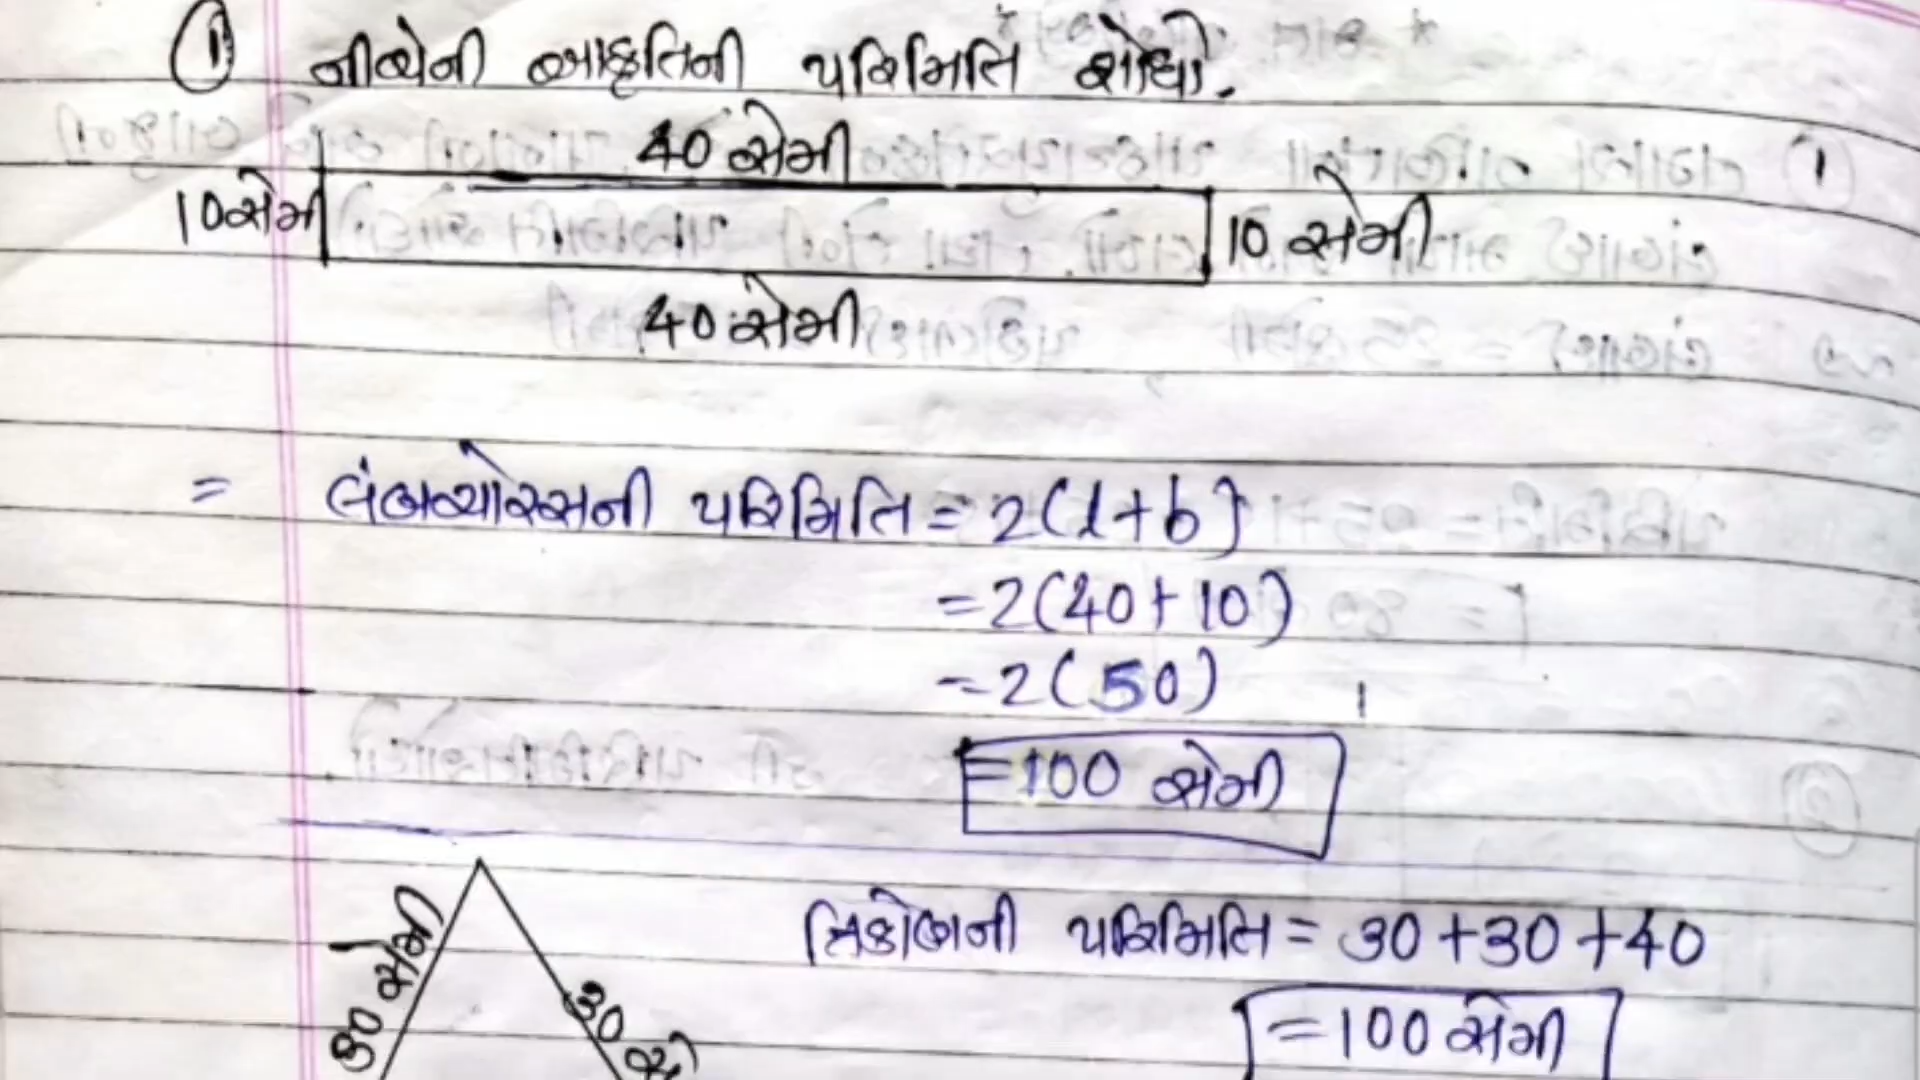 ① નીચેની આકૃતિની પરિમિતિ શોધો.
40 સેમી
10 સેમી
10 સેમી
40 સેમી
= લંબચોરસની પરિમિતિ = 2(l+b)
= 2(40+10)
= 2(50)
= 100 સેમી
ત્રિકોણની પરિમિતિ = 30+30+40
30 સેમી
30 સે
= 100 સેમી